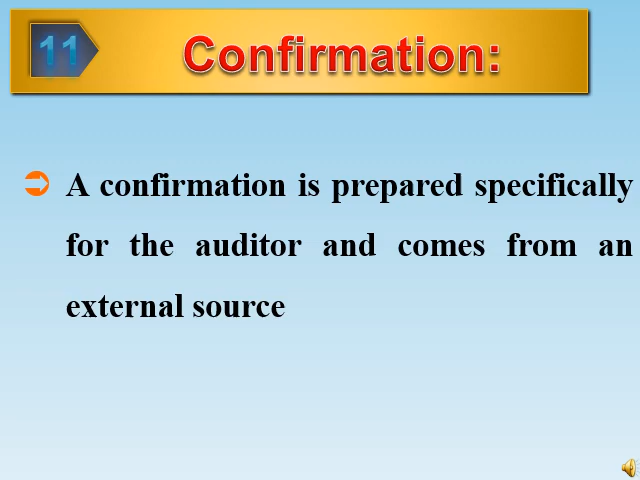 11
Confirmation:
A confirmation is prepared specifically
for the auditor and comes from an
external source